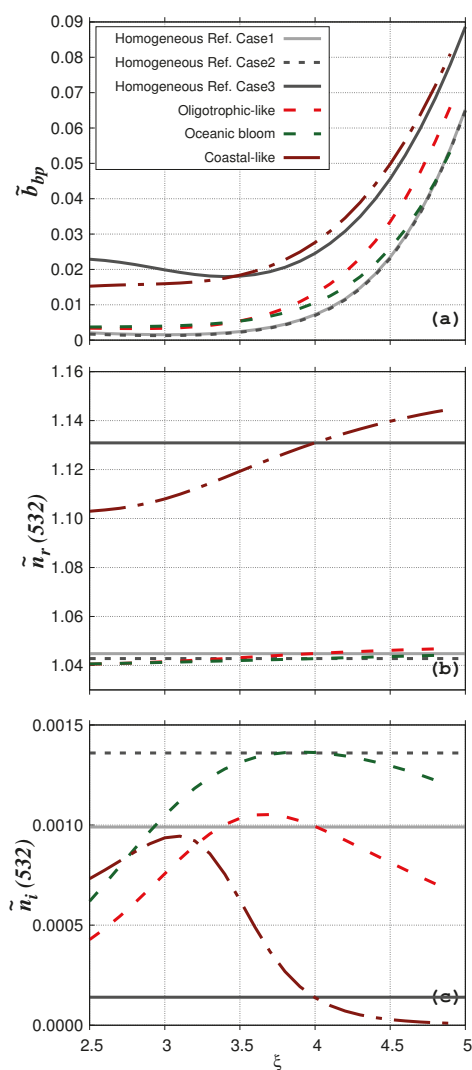 0.09
0.08
0.07
0.06
0.05
0.04
0.03
0.02
0.01
0
b̃bp
Homogeneous Ref. Case1
Homogeneous Ref. Case2
Homogeneous Ref. Case3
Oligotrophic-like
Oceanic bloom
Coastal-like
(a)
1.16
1.14
1.12
1.10
1.08
1.06
1.04
ñr (532)
(b)
0.0015
0.0010
0.0005
0.0000
ñi (532)
(c)
2.5 3 3.5 4 4.5 5
ξ